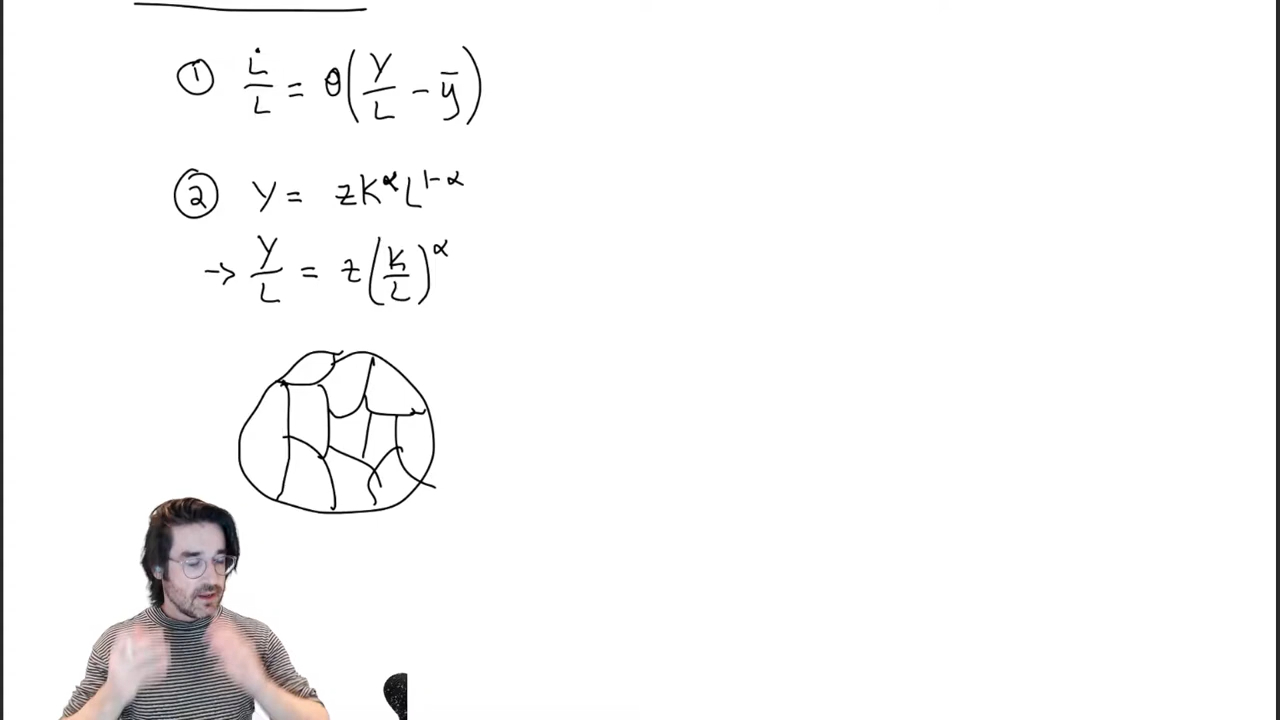 ① L̇/L = θ(Y/L − ȳ)
② Y = zK^α L^{1−α}
→ Y/L = z(K/L)^α